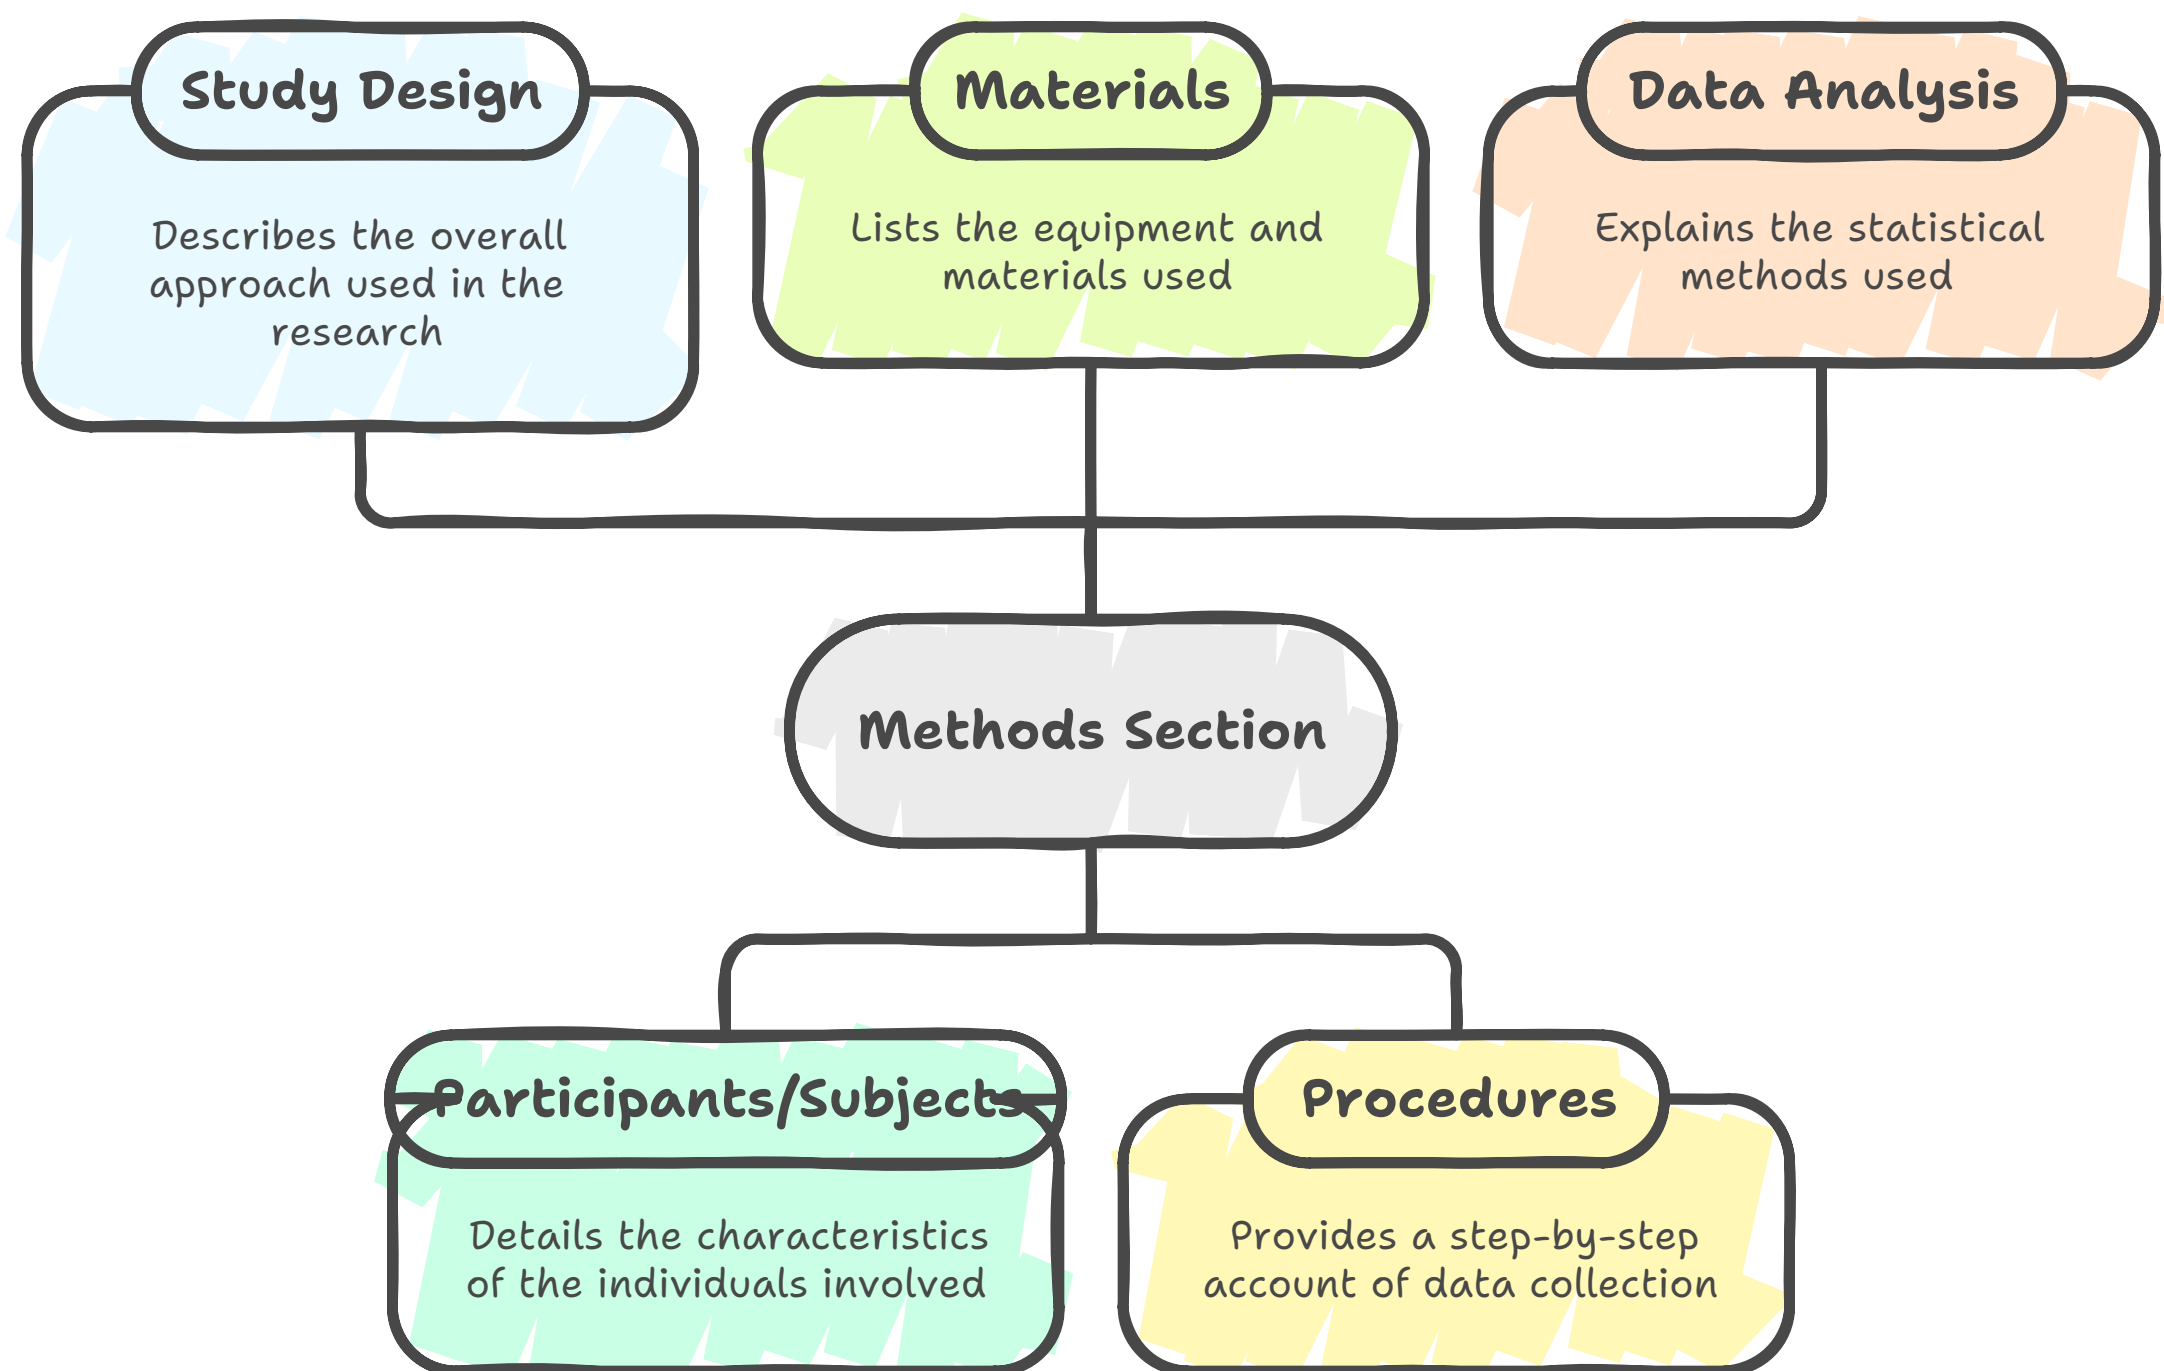 Study Design
Describes the overall
approach used in the
research
Materials
Lists the equipment and
materials used
Data Analysis
Explains the statistical
methods used
Methods Section
Participants/Subjects
Details the characteristics
of the individuals involved
Procedures
Provides a step-by-step
account of data collection